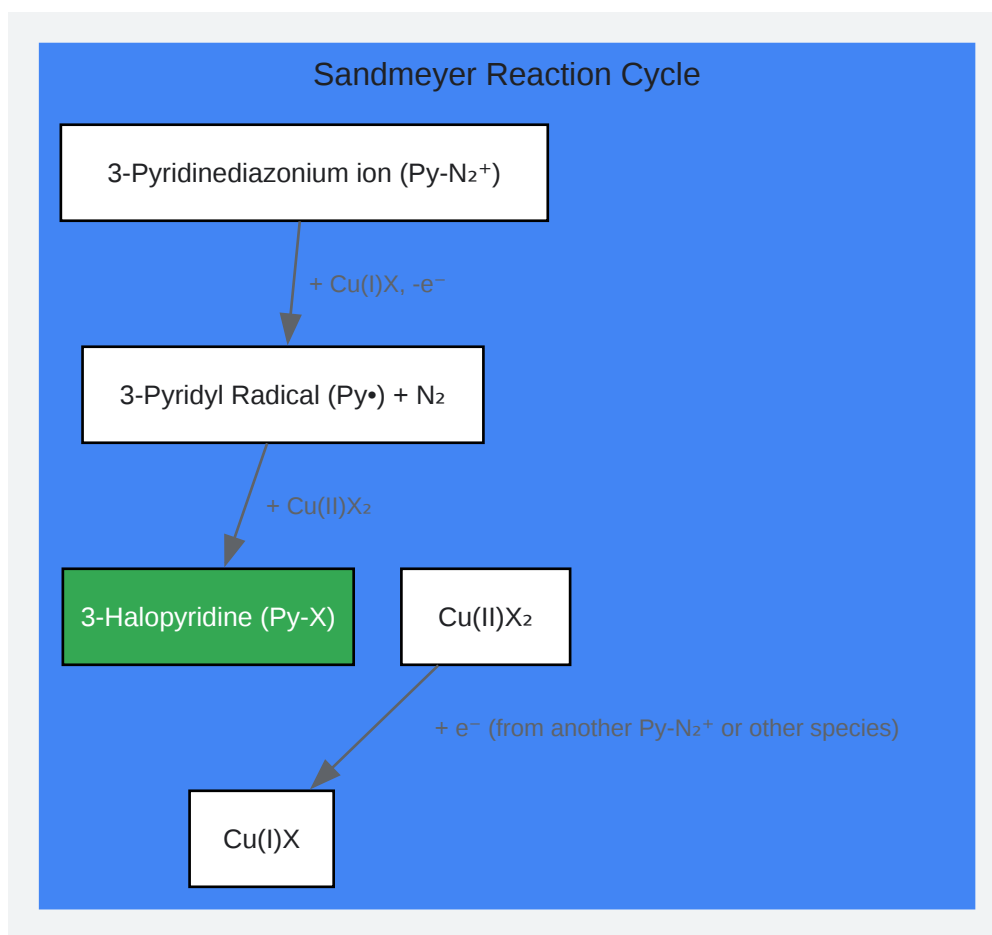 Sandmeyer Reaction Cycle
3-Pyridinediazonium ion (Py-N₂⁺)
+ Cu(I)X, -e⁻
3-Pyridyl Radical (Py•) + N₂
+ Cu(II)X₂
3-Halopyridine (Py-X)
Cu(II)X₂
+ e⁻ (from another Py-N₂⁺ or other species)
Cu(I)X